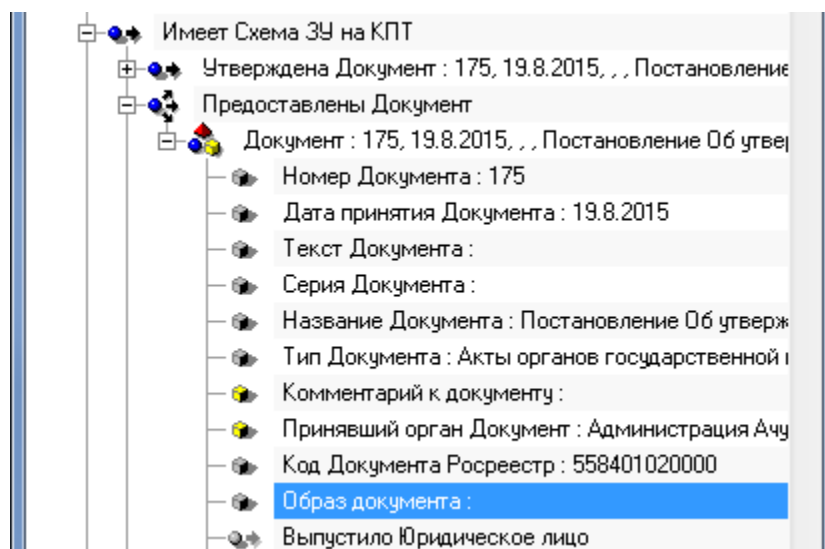 Имеет Схема ЗУ на КПТ
Утверждена Документ : 175, 19.8.2015, , , Постановление
Предоставлены Документ
Документ : 175, 19.8.2015, , , Постановление Об утвер
Номер Документа : 175
Дата принятия Документа : 19.8.2015
Текст Документа :
Серия Документа :
Название Документа : Постановление Об утверж
Тип Документа : Акты органов государственной
Комментарий к документу :
Принявший орган Документ : Администрация Ачу
Код Документа Росреестр : 558401020000
Образ документа :
Выпустило Юридическое лицо